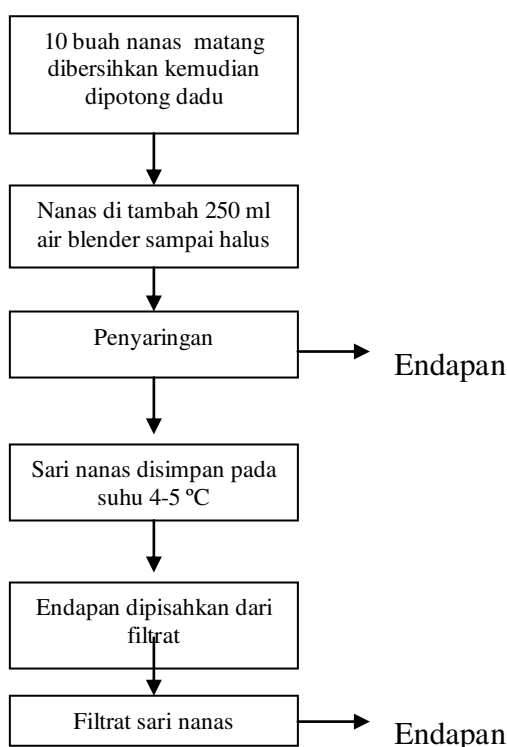 10 buah nanas matang
dibersihkan kemudian
dipotong dadu
Nanas di tambah 250 ml
air blender sampai halus
Penyaringan
Endapan
Sari nanas disimpan pada
suhu 4-5 ºC
Endapan dipisahkan dari
filtrat
Filtrat sari nanas
Endapan